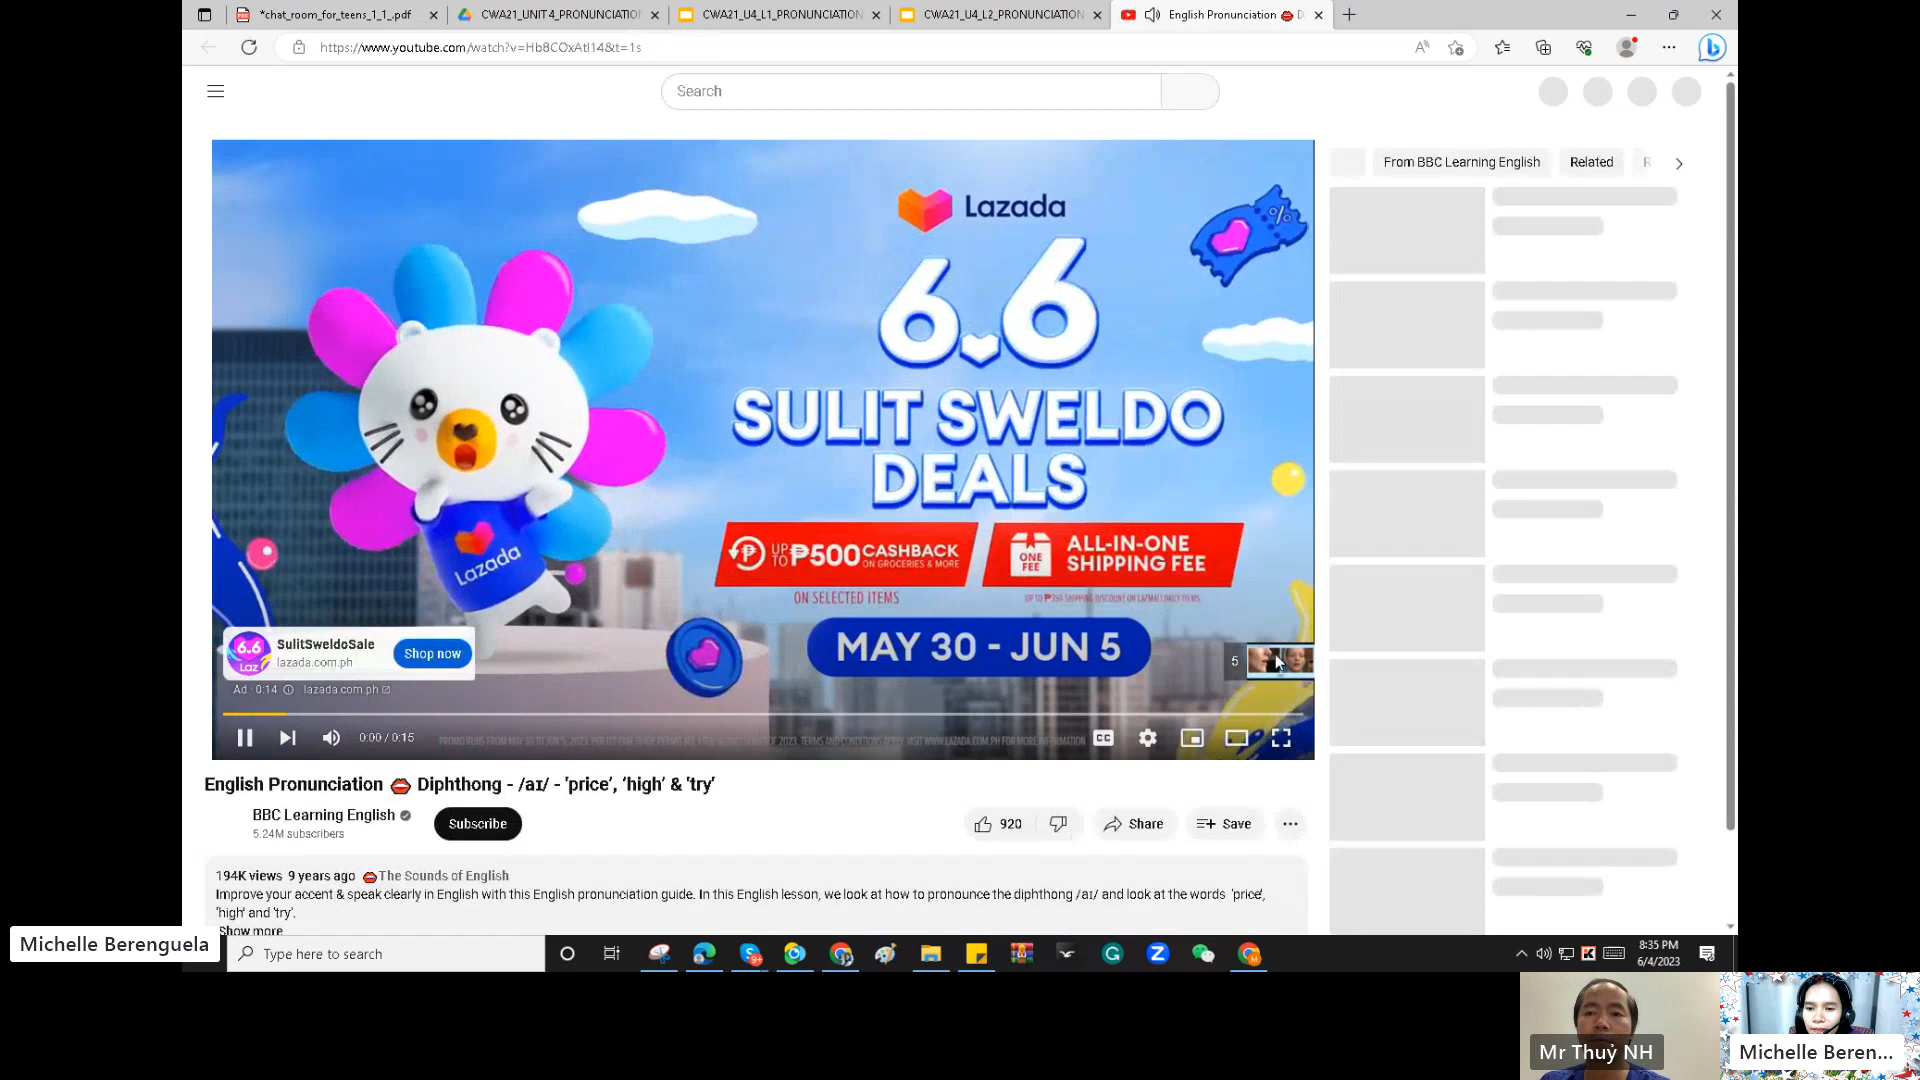 *chat_room_for_teens_1_1_.pdf
CWA21_UNIT 4_PRONUNCIATION
CWA21_U4_L1_PRONUNCIATION
CWA21_U4_L2_PRONUNCIATION
English Pronunciation 👄 D
https://www.youtube.com/watch?v=Hb8COxAtI14&t=1s
Search
From BBC Learning English
Related
Lazada
6.6
SULIT SWELDO
DEALS
UP TO ₱500 CASHBACK
ON GROCERIES & MORE
ON SELECTED ITEMS
ONE FEE
ALL-IN-ONE
SHIPPING FEE
Lazada
MAY 30 - JUN 5
6.6
Laz
SulitSweldoSale
lazada.com.ph
Shop now
5
Ad · 0:14
lazada.com.ph
0:00 / 0:15
CC
English Pronunciation 👄 Diphthong - /aɪ/ - 'price', 'high' & 'try'
BBC Learning English
5.24M subscribers
Subscribe
920
Share
Save
194K views 9 years ago 👄The Sounds of English
Improve your accent & speak clearly in English with this English pronunciation guide. In this English lesson, we look at how to pronounce the diphthong /aɪ/ and look at the words 'price',
'high' and 'try'.
Show more
Michelle Berenguela
Type here to search
8:35 PM
6/4/2023
Mr Thuỷ NH
Michelle Beren...